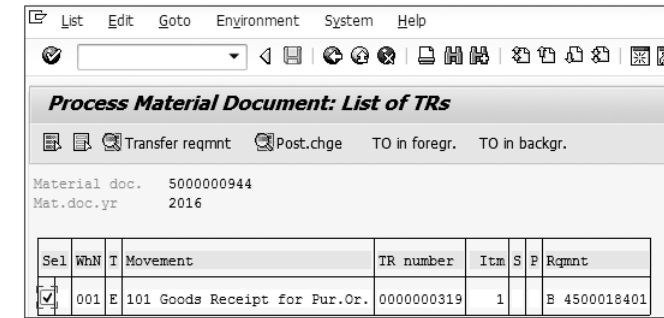 List Edit Goto Environment System Help
Process Material Document: List of TRs
Transfer reqmnt Post.chge TO in foregr. TO in backgr.
Material doc. 5000000944
Mat.doc.yr 2016
Sel WhN T Movement TR number Itm S P Rqmnt
001 E 101 Goods Receipt for Pur.Or. 0000000319 1 B 4500018401